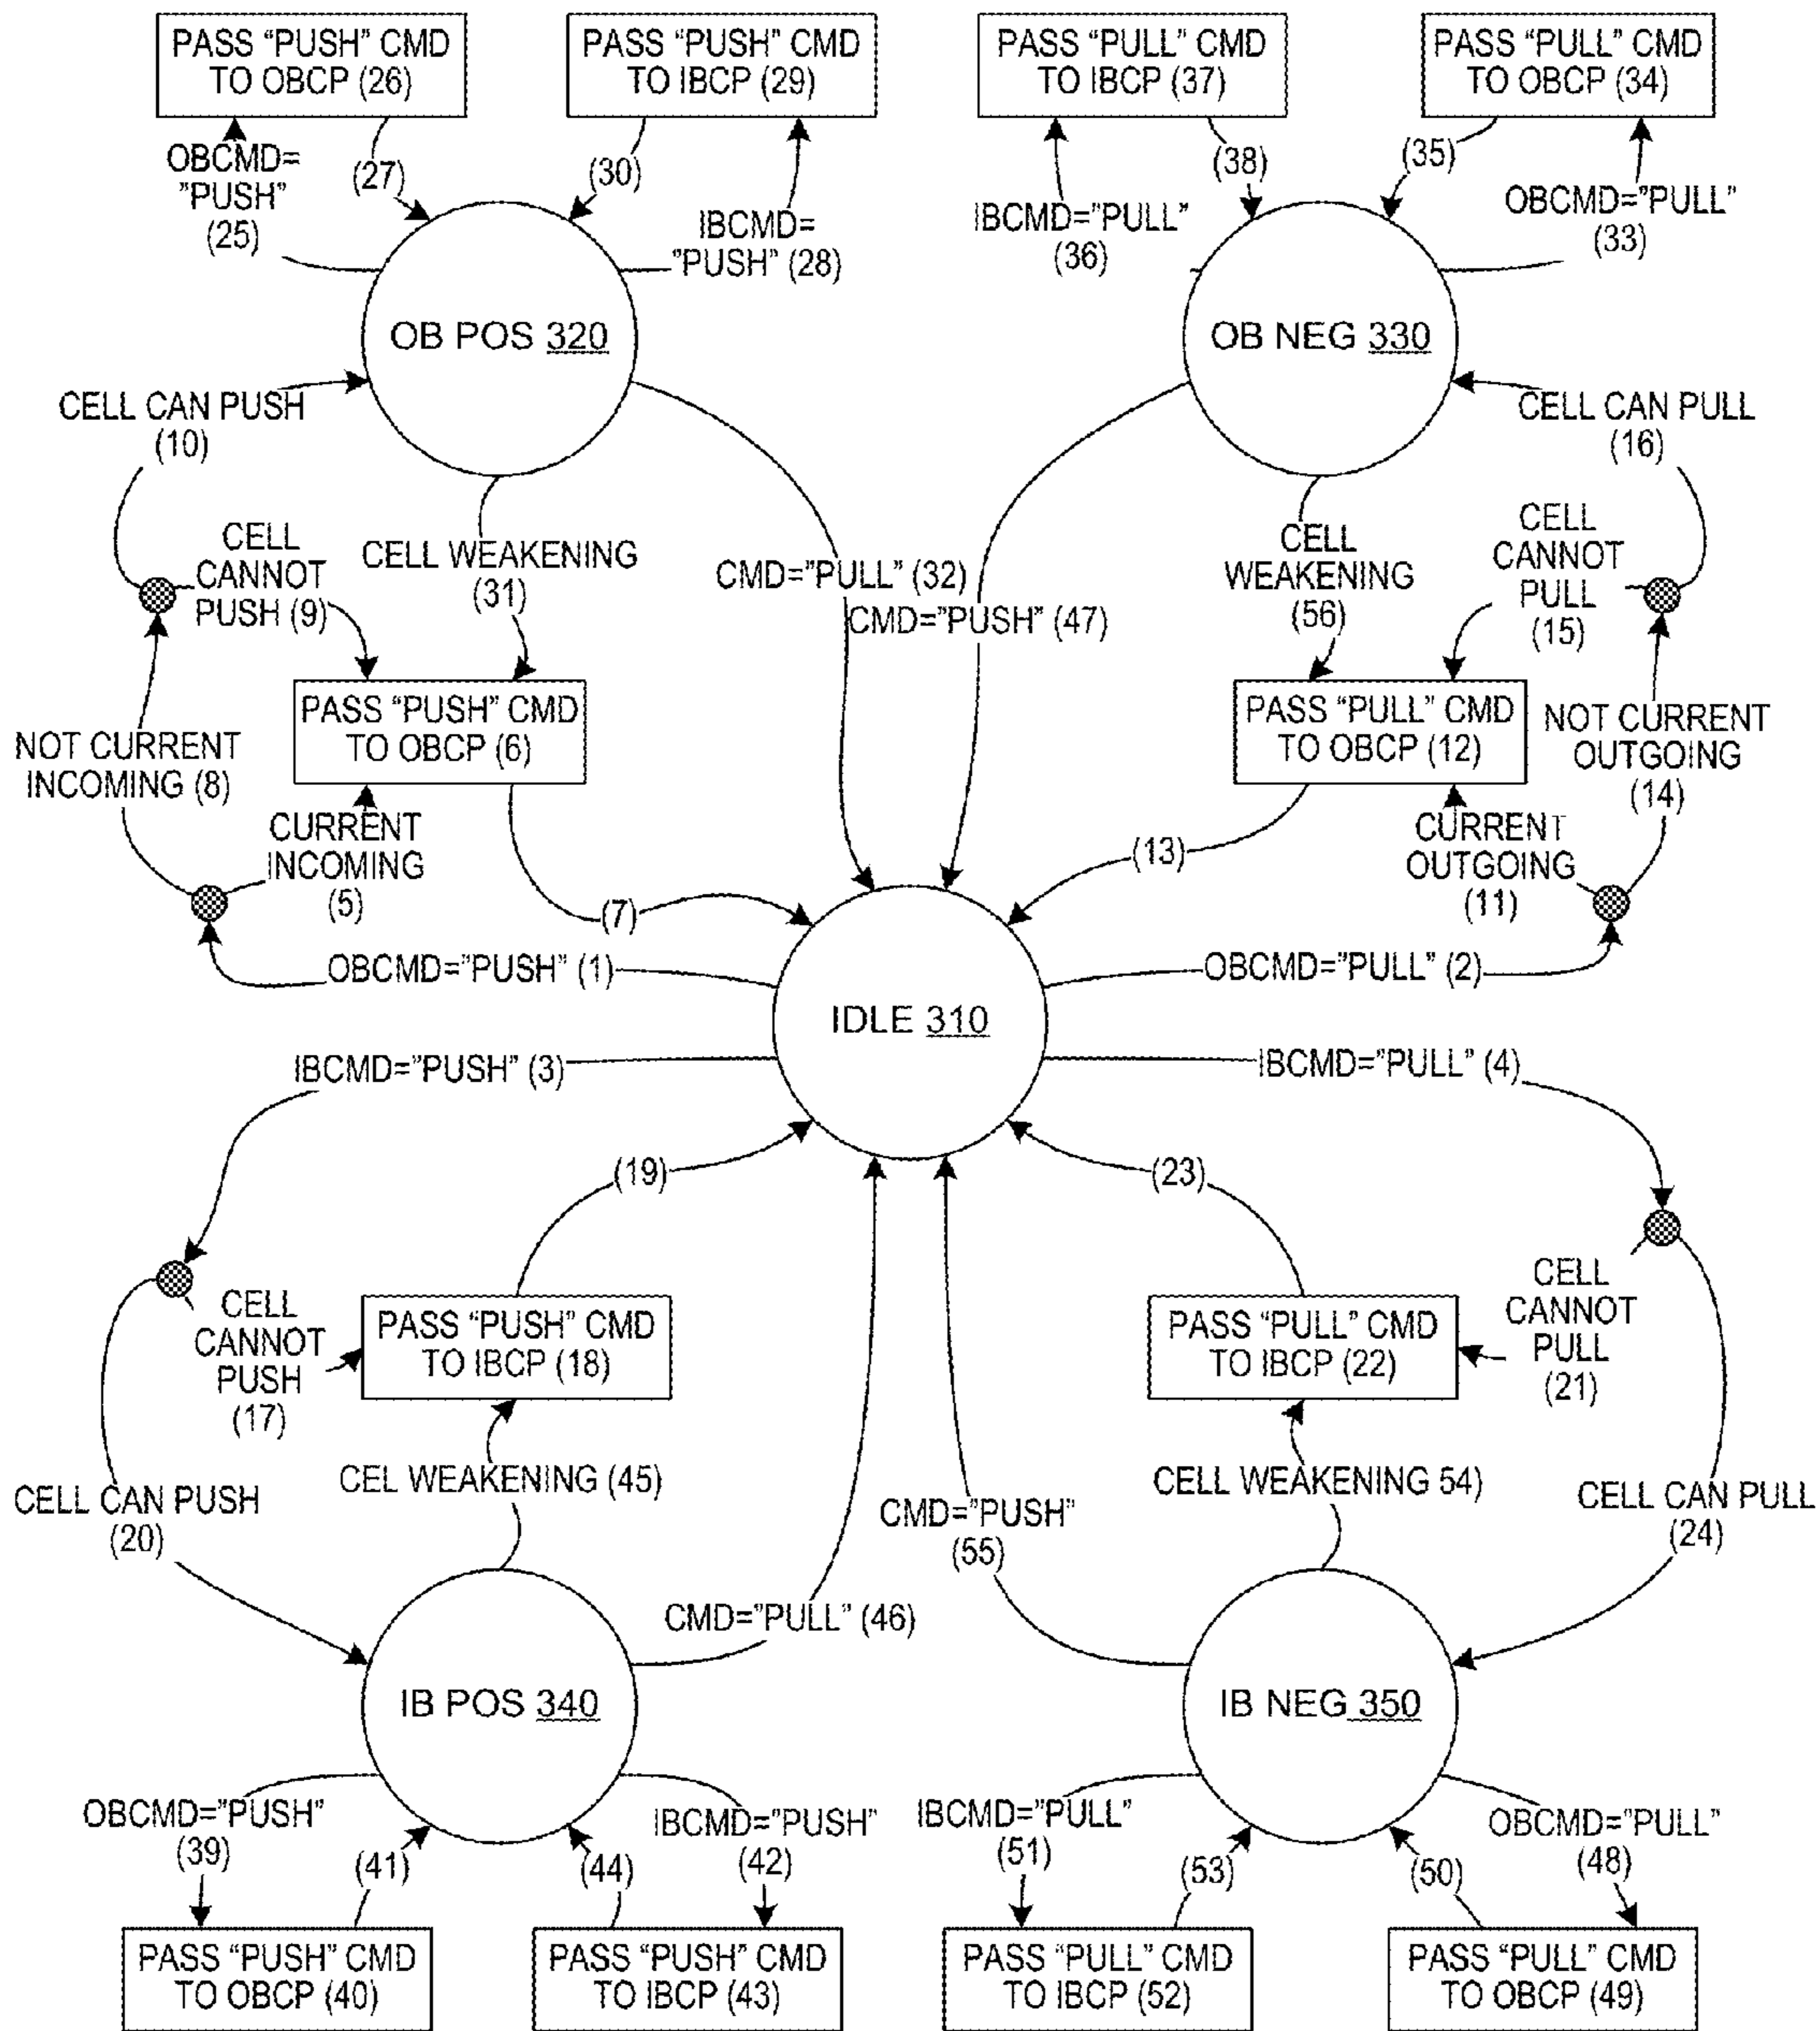 PASS “PUSH” CMD
TO OBCP (26)
PASS “PUSH” CMD
TO IBCP (29)
PASS “PULL” CMD
TO IBCP (37)
PASS “PULL” CMD
TO OBCP (34)
OBCMD=
”PUSH”
(25)
(27)
(30)
IBCMD=
”PUSH” (28)
IBCMD=”PULL”
(36)
(38)
(35)
OBCMD=”PULL”
(33)
OB POS 320
OB NEG 330
CELL CAN PUSH
(10)
CELL CAN PULL
(16)
CELL
CANNOT
PUSH (9)
CELL WEAKENING
(31)
CMD=”PULL” (32)
CMD=”PUSH” (47)
CELL
WEAKENING
(56)
CELL
CANNOT
PULL
(15)
NOT CURRENT
INCOMING (8)
PASS “PUSH” CMD
TO OBCP (6)
PASS “PULL” CMD
TO OBCP (12)
NOT CURRENT
OUTGOING
(14)
CURRENT
INCOMING
(5)
(7)
(13)
CURRENT
OUTGOING
(11)
OBCMD=”PUSH” (1)
OBCMD=”PULL” (2)
IDLE 310
IBCMD=”PUSH” (3)
IBCMD=”PULL” (4)
(19)
(23)
CELL
CANNOT
PUSH
(17)
PASS “PUSH” CMD
TO IBCP (18)
PASS “PULL” CMD
TO IBCP (22)
CELL
CANNOT
PULL
(21)
CELL CAN PUSH
(20)
CEL WEAKENING (45)
CMD=”PUSH”
(55)
CELL WEAKENING 54)
CELL CAN PULL
(24)
CMD=”PULL” (46)
IB POS 340
IB NEG 350
OBCMD=”PUSH”
(39)
(41)
(44)
IBCMD=”PUSH”
(42)
IBCMD=”PULL”
(51)
(53)
(50)
OBCMD=”PULL”
(48)
PASS “PUSH” CMD
TO OBCP (40)
PASS “PUSH” CMD
TO IBCP (43)
PASS “PULL” CMD
TO IBCP (52)
PASS “PULL” CMD
TO OBCP (49)